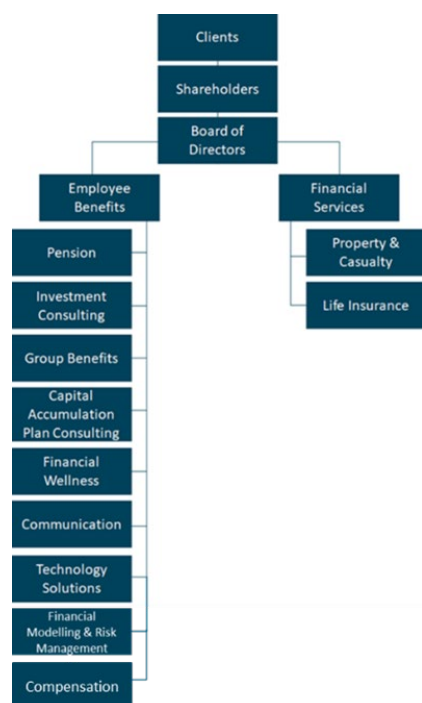 Clients
Shareholders
Board of
Directors
Employee
Benefits
Financial
Services
Pension
Investment
Consulting
Group Benefits
Capital
Accumulation
Plan Consulting
Financial
Wellness
Communication
Technology
Solutions
Financial
Modelling & Risk
Management
Compensation
Property &
Casualty
Life Insurance